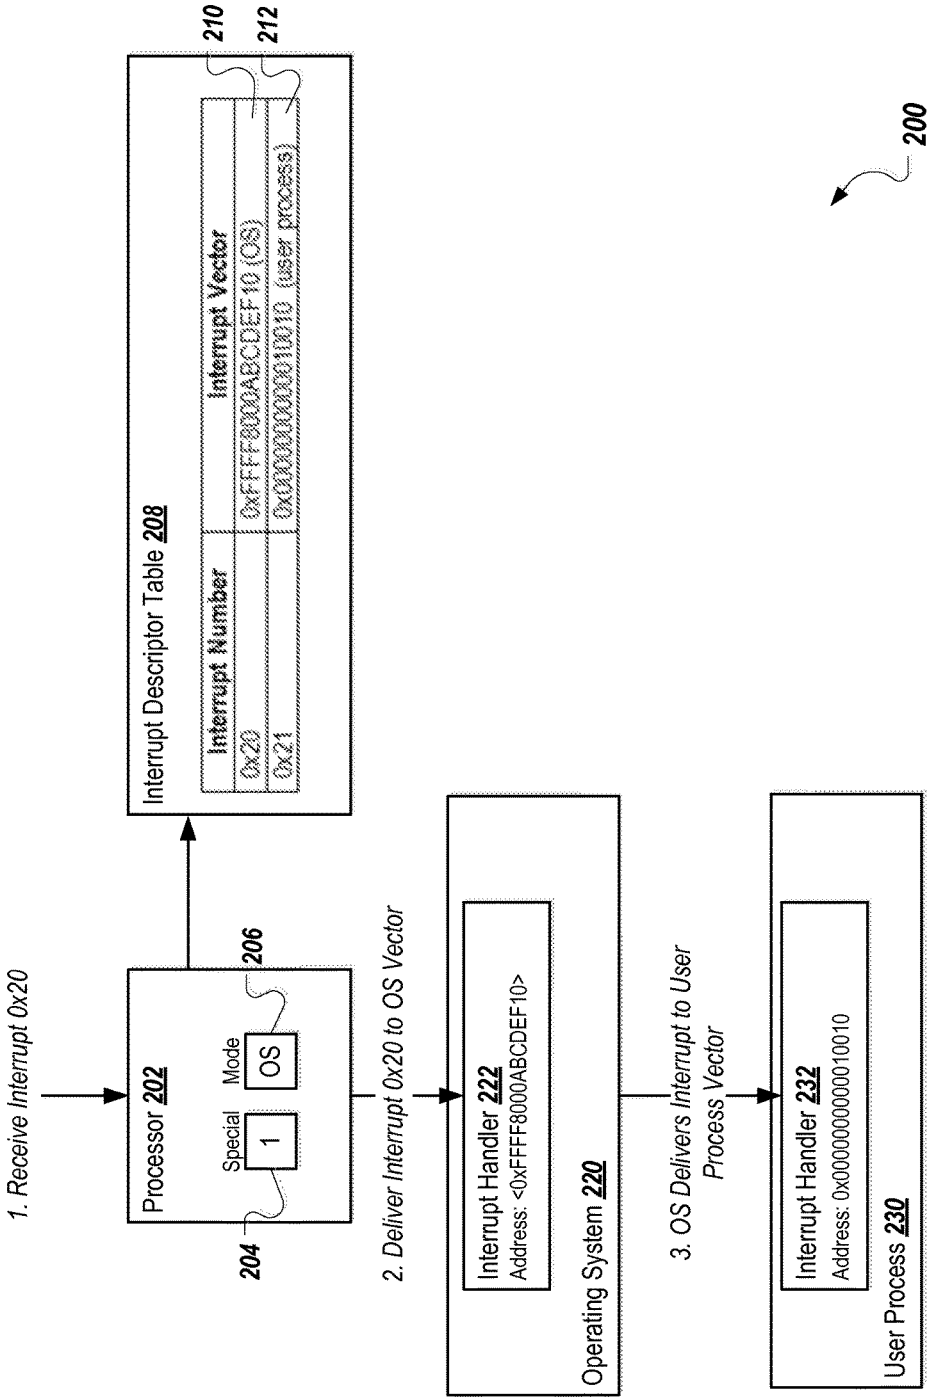 1. Receive Interrupt 0x20
Processor 202
Special
Mode
1
OS
204
206
Interrupt Descriptor Table 208
Interrupt Number Interrupt Vector
0x20 0xFFFF8000ABCDEF10 (OS)
0x21 0x0000000000010010 (user process)
210
212
2. Deliver Interrupt 0x20 to OS Vector
Interrupt Handler 222
Address: <0xFFFF8000ABCDEF10>
Operating System 220
3. OS Delivers Interrupt to User
Process Vector
Interrupt Handler 232
Address: 0x0000000000010010
User Process 230
200